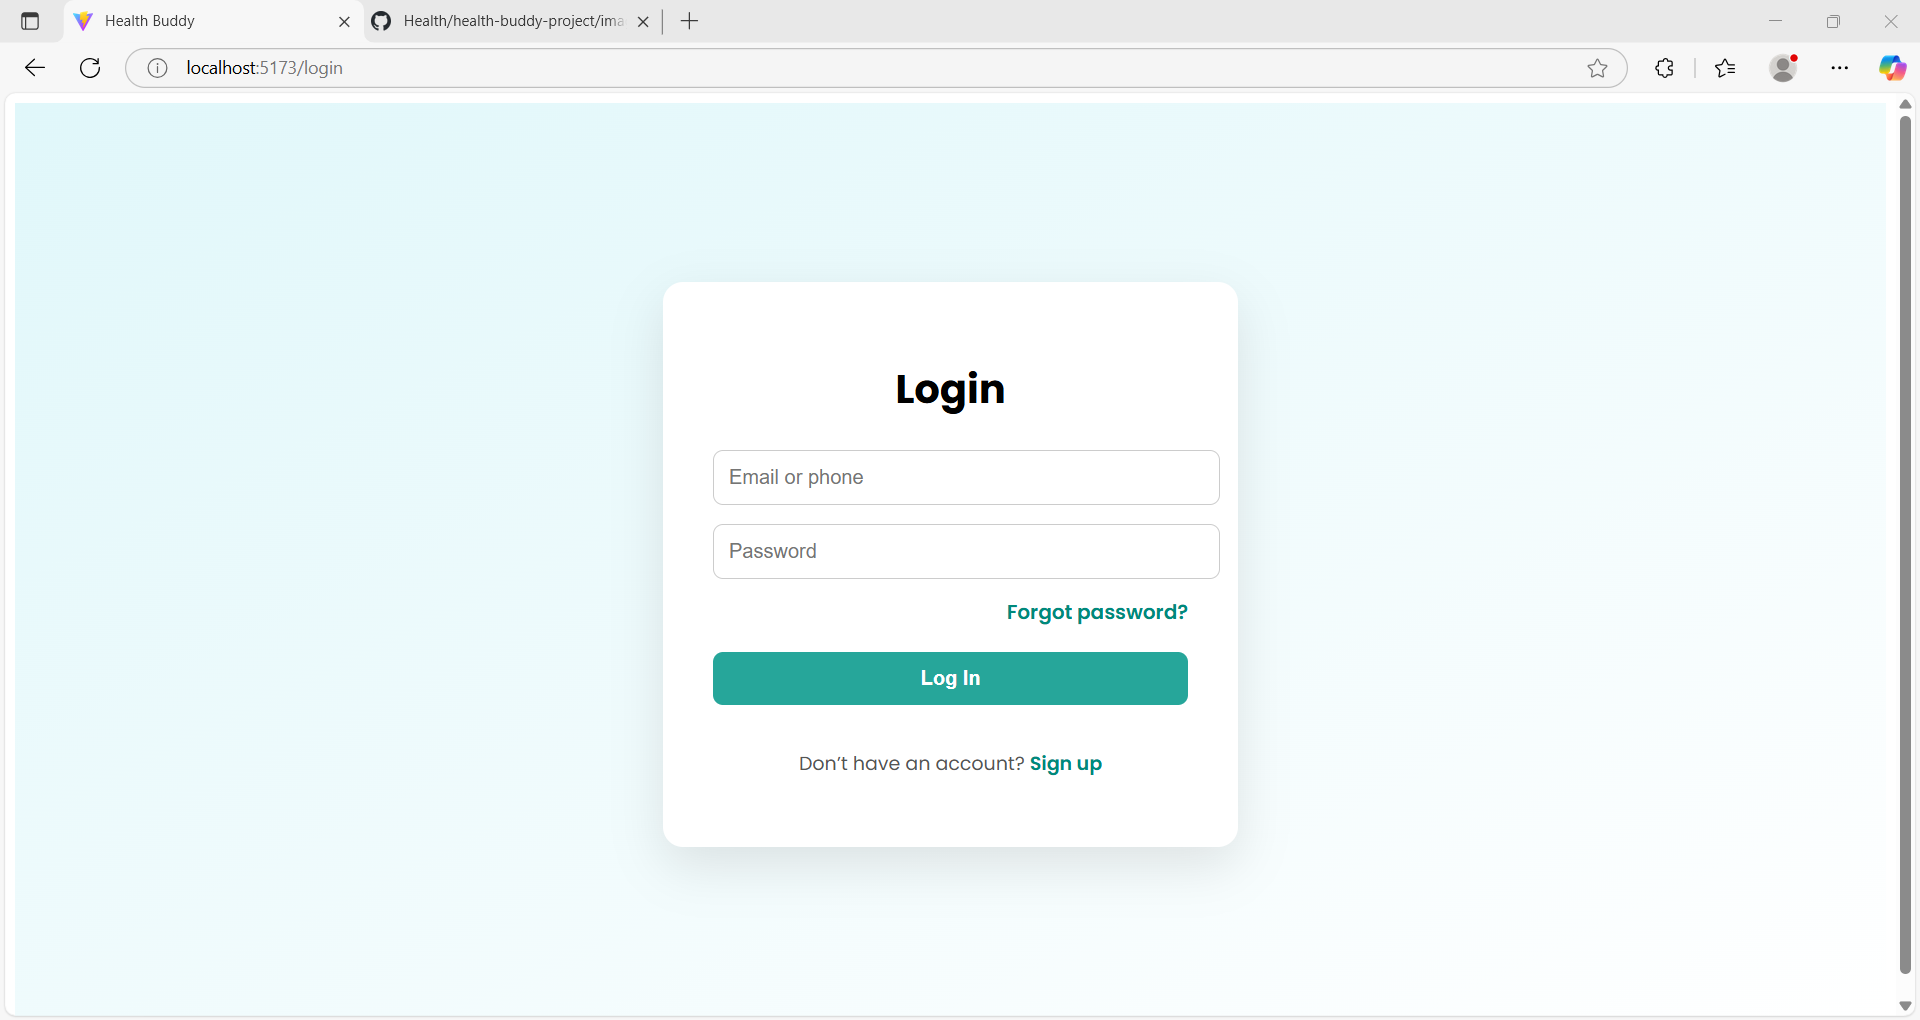 Health Buddy
Health/health-buddy-project/ima
localhost:5173/login
Login
Email or phone
Password
Forgot password?
Log In
Don’t have an account? Sign up